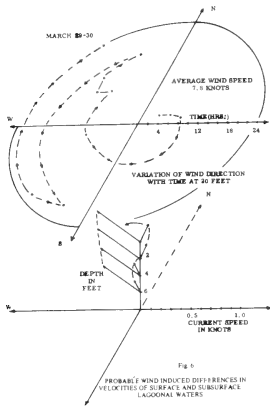 N
MARCH 29-30
AVERAGE WIND SPEED
7.5 KNOTS
W
TIME(HRS.)
4 8 12 16 24
VARIATION OF WIND DIRECTION
WITH TIME AT 30 FEET
S
N
DEPTH
IN
FEET
2
4
6
W
0.5 1.0
CURRENT SPEED
IN KNOTS
Fig. 6
PROBABLE WIND INDUCED DIFFERENCES IN
VELOCITIES OF SURFACE AND SUBSURFACE
LAGOONAL WATERS